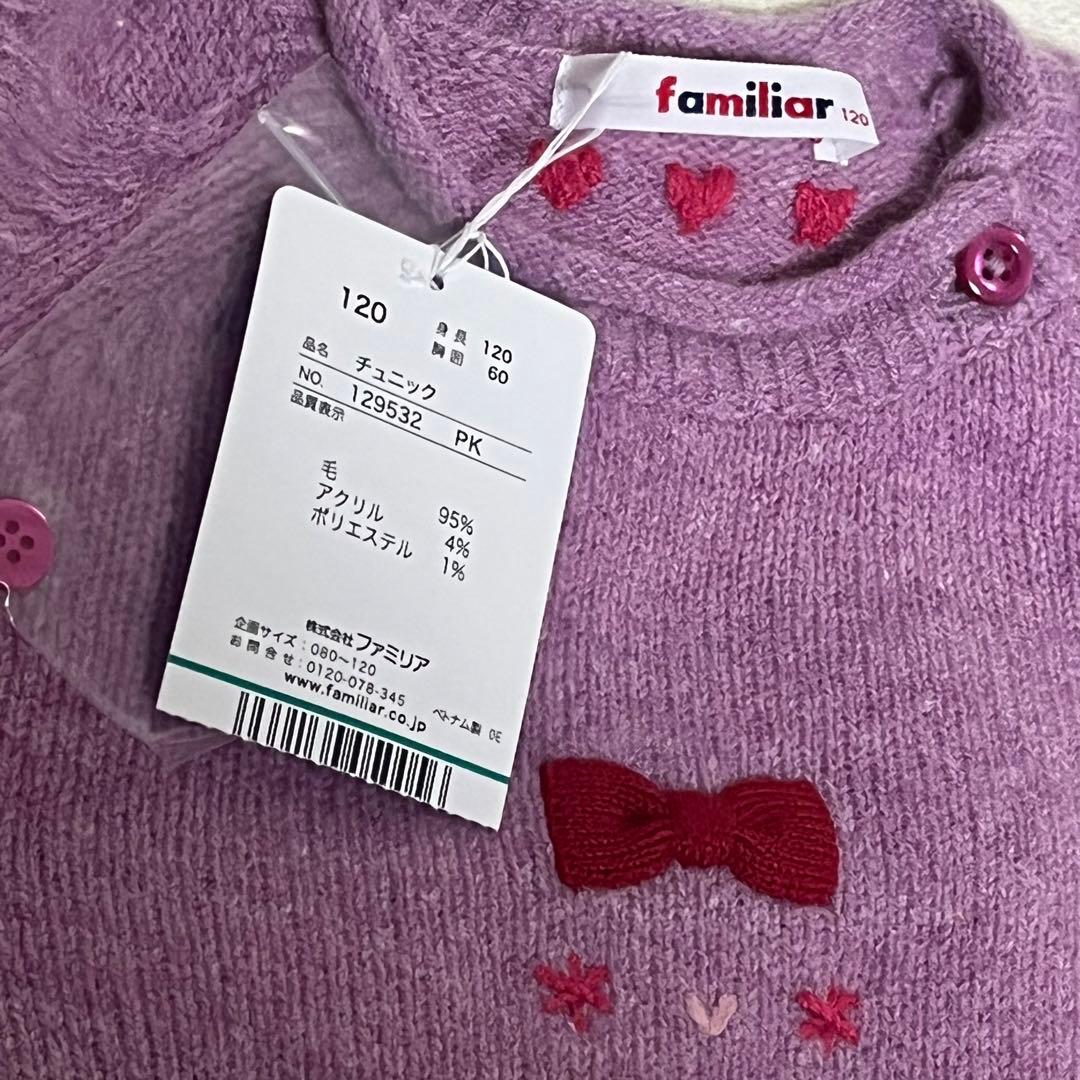 familiar 120
120
身長 120
胸囲 60
品名 チュニック
NO. 129532 PK
品質表示
毛 95%
アクリル 4%
ポリエステル 1%
株式会社ファミリア
企画サイズ:080〜120
お問合せ:0120-078-345
www.familiar.co.jp
ベトナム製 DE